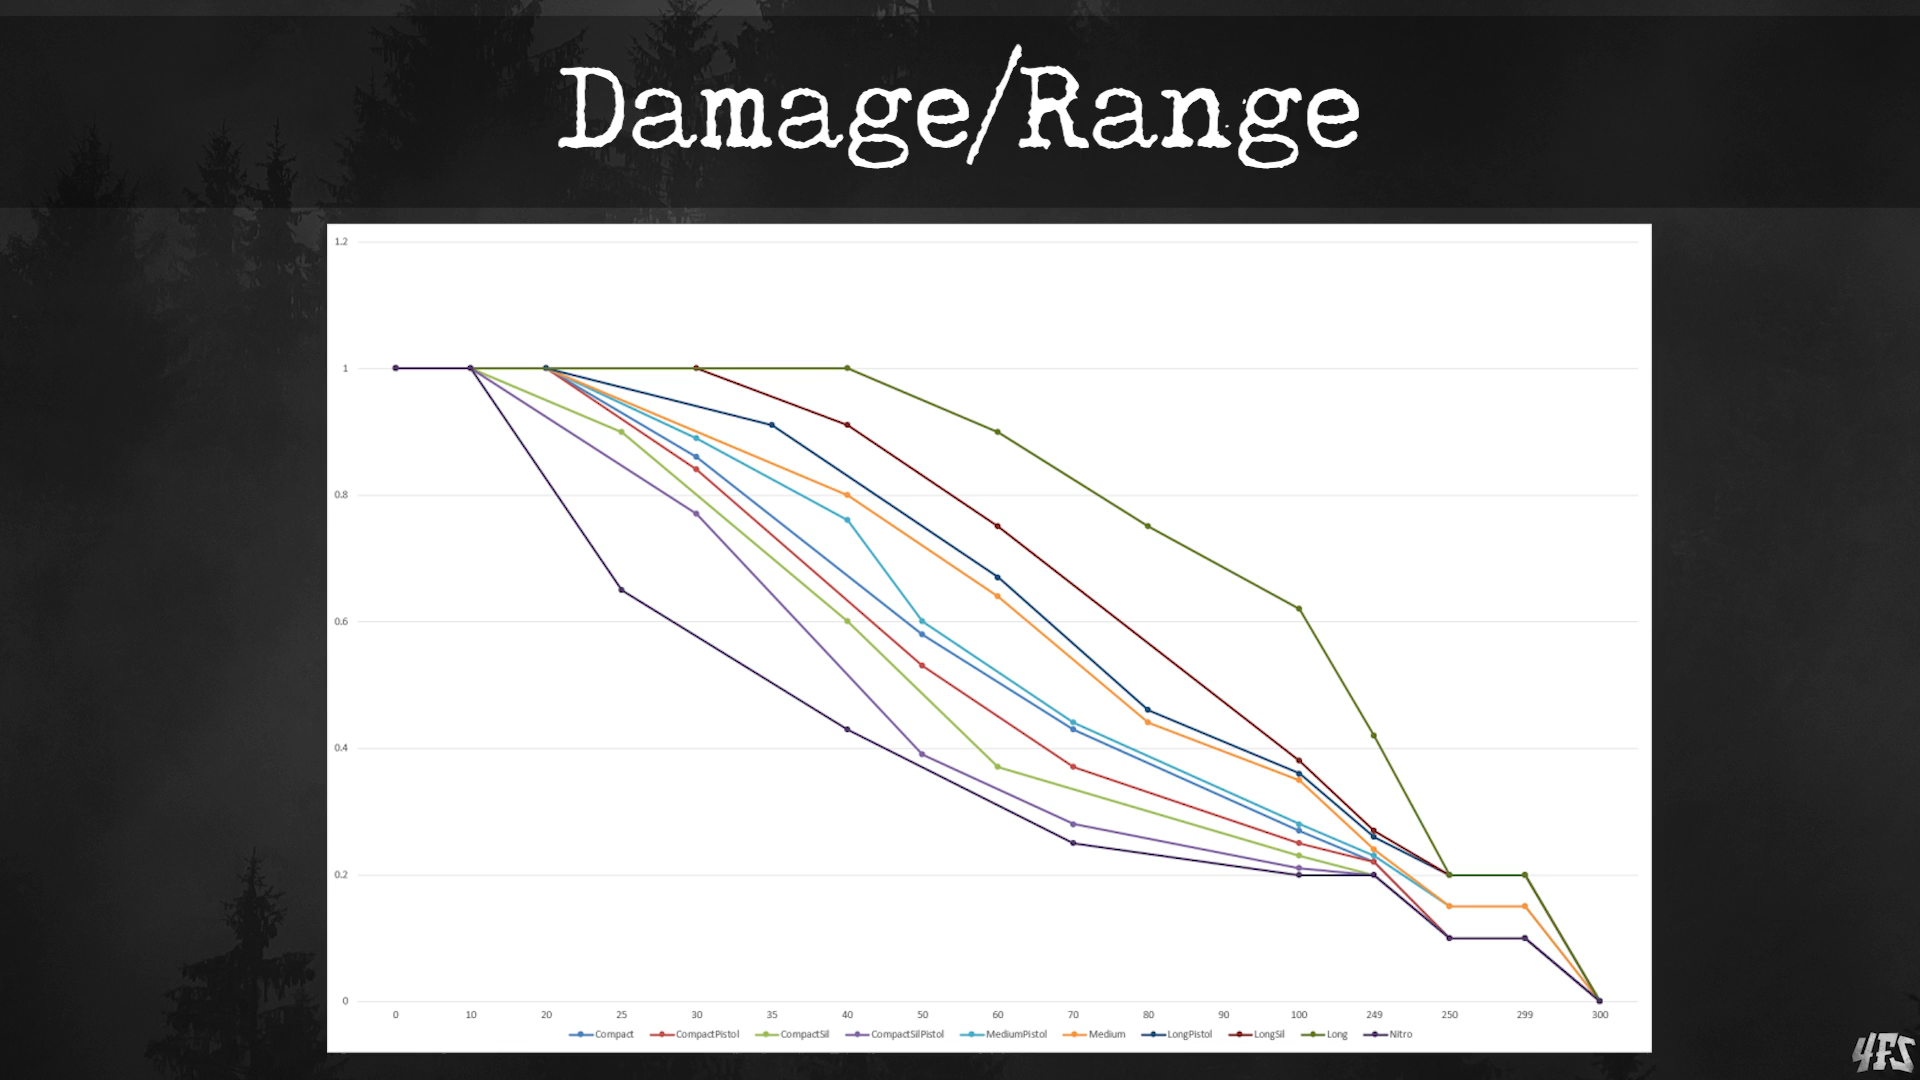 Damage/Range
1.2
1
0.8
0.6
0.4
0.2
0
0 10 20 25 30 35 40 50 60 70 80 90 100 249 250 299 300
Compact CompactPistol CompactSil CompactSilPistol MediumPistol Medium LongPistol LongSil Long Nitro
4FS